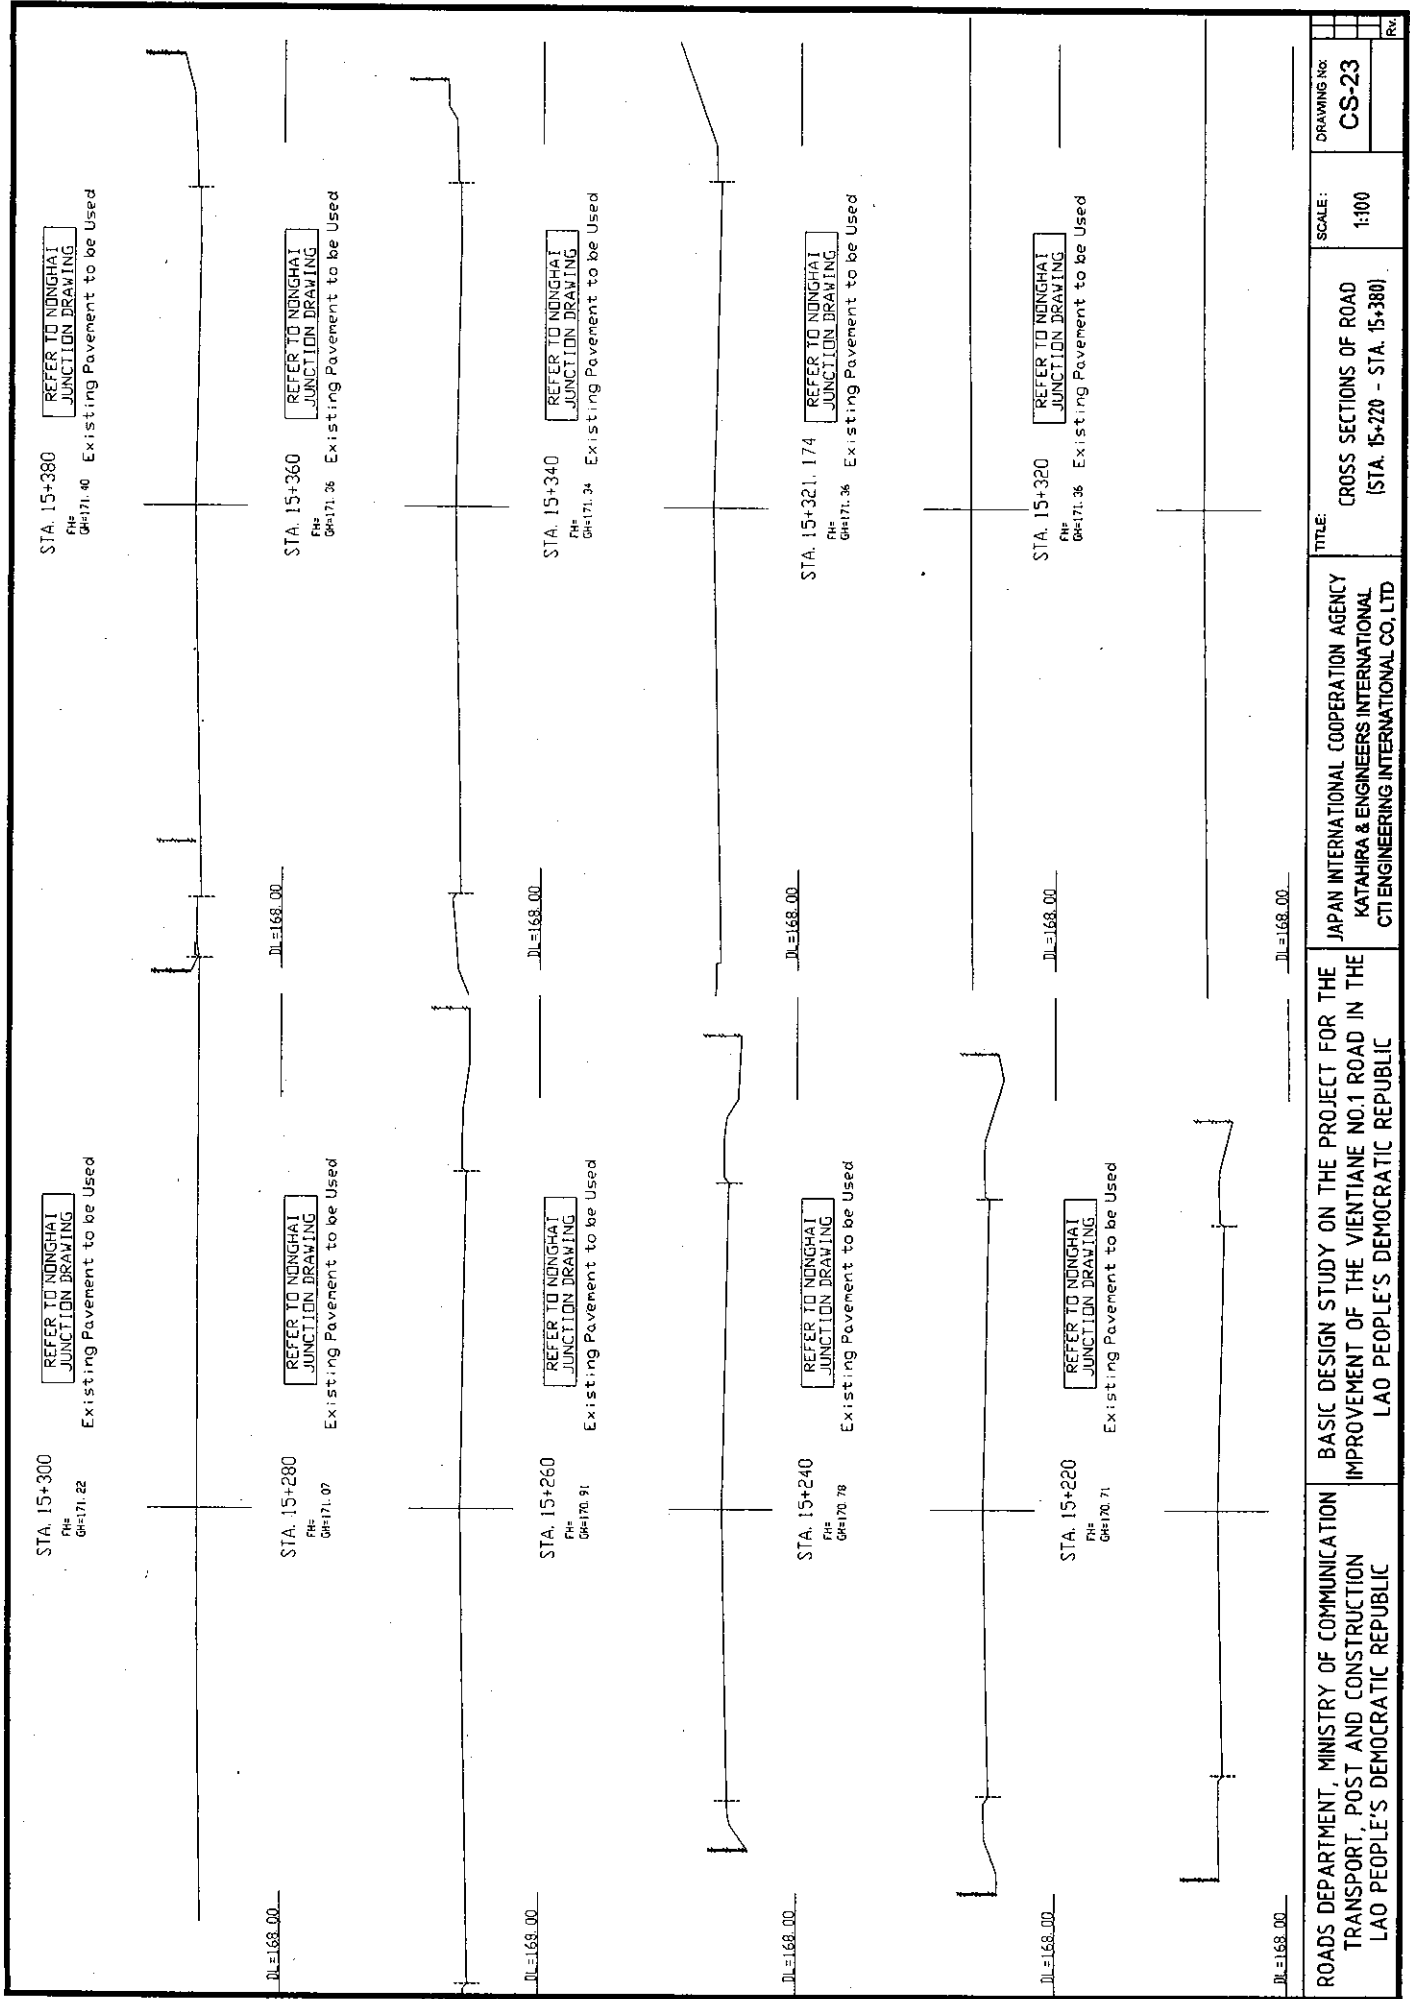 STA. 15+300
FH=
GH=171.22
REFER TO NONGHAI
JUNCTION DRAWING
Existing Pavement to be Used
DL=168.00
STA. 15+280
FH=
GH=171.07
REFER TO NONGHAI
JUNCTION DRAWING
Existing Pavement to be Used
DL=168.00
STA. 15+260
FH=
GH=170.91
REFER TO NONGHAI
JUNCTION DRAWING
Existing Pavement to be Used
DL=168.00
STA. 15+240
FH=
GH=170.78
REFER TO NONGHAI
JUNCTION DRAWING
Existing Pavement to be Used
DL=168.00
STA. 15+220
FH=
GH=170.71
REFER TO NONGHAI
JUNCTION DRAWING
Existing Pavement to be Used
DL=168.00
STA. 15+380
FH=
GH=171.40
REFER TO NONGHAI
JUNCTION DRAWING
Existing Pavement to be Used
DL=168.00
STA. 15+360
FH=
GH=171.36
REFER TO NONGHAI
JUNCTION DRAWING
Existing Pavement to be Used
DL=168.00
STA. 15+340
FH=
GH=171.34
REFER TO NONGHAI
JUNCTION DRAWING
Existing Pavement to be Used
DL=168.00
STA. 15+321.174
FH=
GH=171.36
REFER TO NONGHAI
JUNCTION DRAWING
Existing Pavement to be Used
DL=168.00
STA. 15+320
FH=
GH=171.36
REFER TO NONGHAI
JUNCTION DRAWING
Existing Pavement to be Used
DL=168.00
ROADS DEPARTMENT, MINISTRY OF COMMUNICATION
TRANSPORT, POST AND CONSTRUCTION
LAO PEOPLE'S DEMOCRATIC REPUBLIC
BASIC DESIGN STUDY ON THE PROJECT FOR THE
IMPROVEMENT OF THE VIENTIANE NO.1 ROAD IN THE
LAO PEOPLE'S DEMOCRATIC REPUBLIC
JAPAN INTERNATIONAL COOPERATION AGENCY
KATAHIRA & ENGINEERS INTERNATIONAL
CTI ENGINEERING INTERNATIONAL CO., LTD
TITLE:
CROSS SECTIONS OF ROAD
(STA. 15+220 - STA. 15+380)
SCALE:
1:100
DRAWING No:
CS-23
Rv.